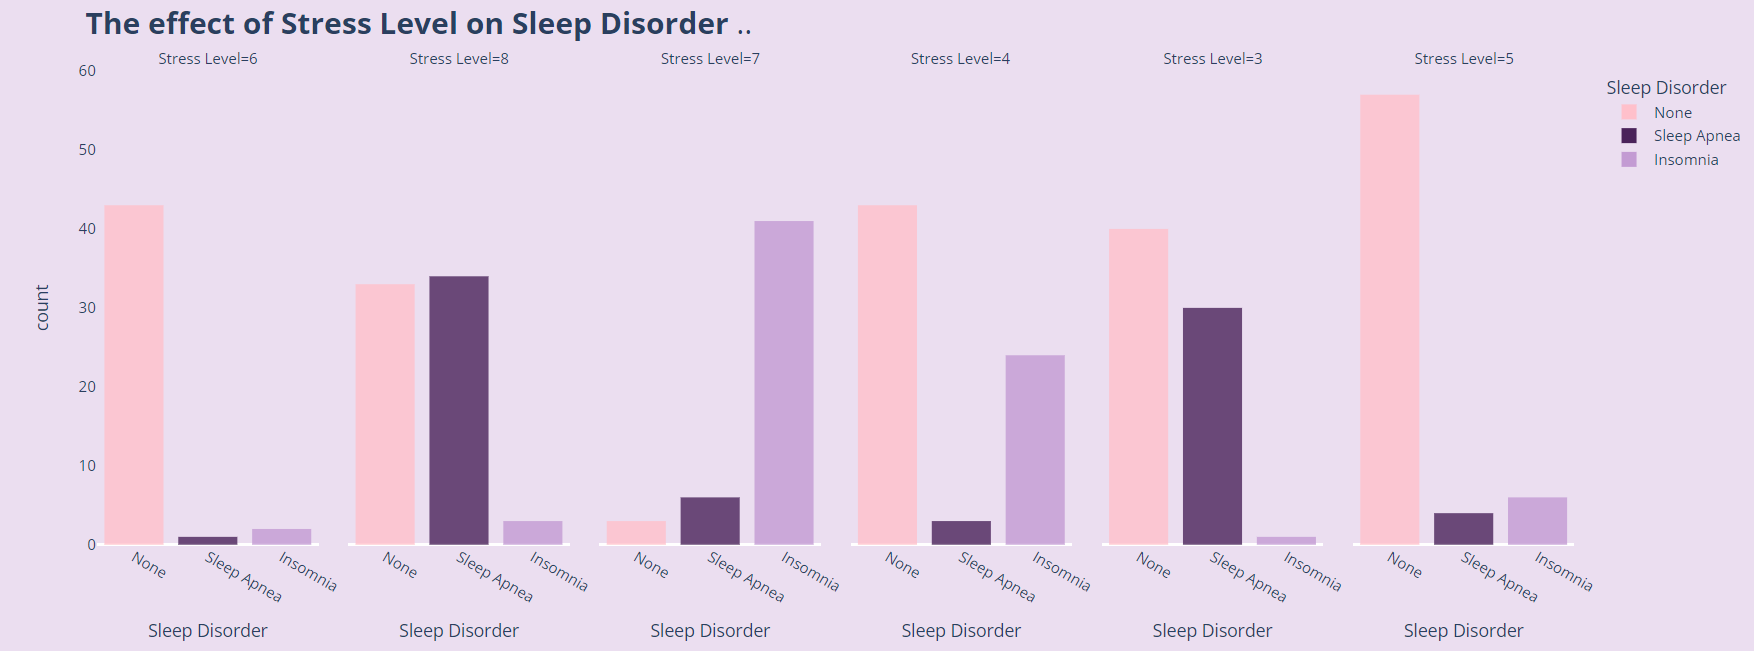 The effect of Stress Level on Sleep Disorder ..
Stress Level=6
Stress Level=8
Stress Level=7
Stress Level=4
Stress Level=3
Stress Level=5
60
50
40
30
20
10
0
count
None
Sleep Apnea
Insomnia
None
Sleep Apnea
Insomnia
None
Sleep Apnea
Insomnia
None
Sleep Apnea
Insomnia
None
Sleep Apnea
Insomnia
None
Sleep Apnea
Insomnia
Sleep Disorder
Sleep Disorder
Sleep Disorder
Sleep Disorder
Sleep Disorder
Sleep Disorder
Sleep Disorder
None
Sleep Apnea
Insomnia